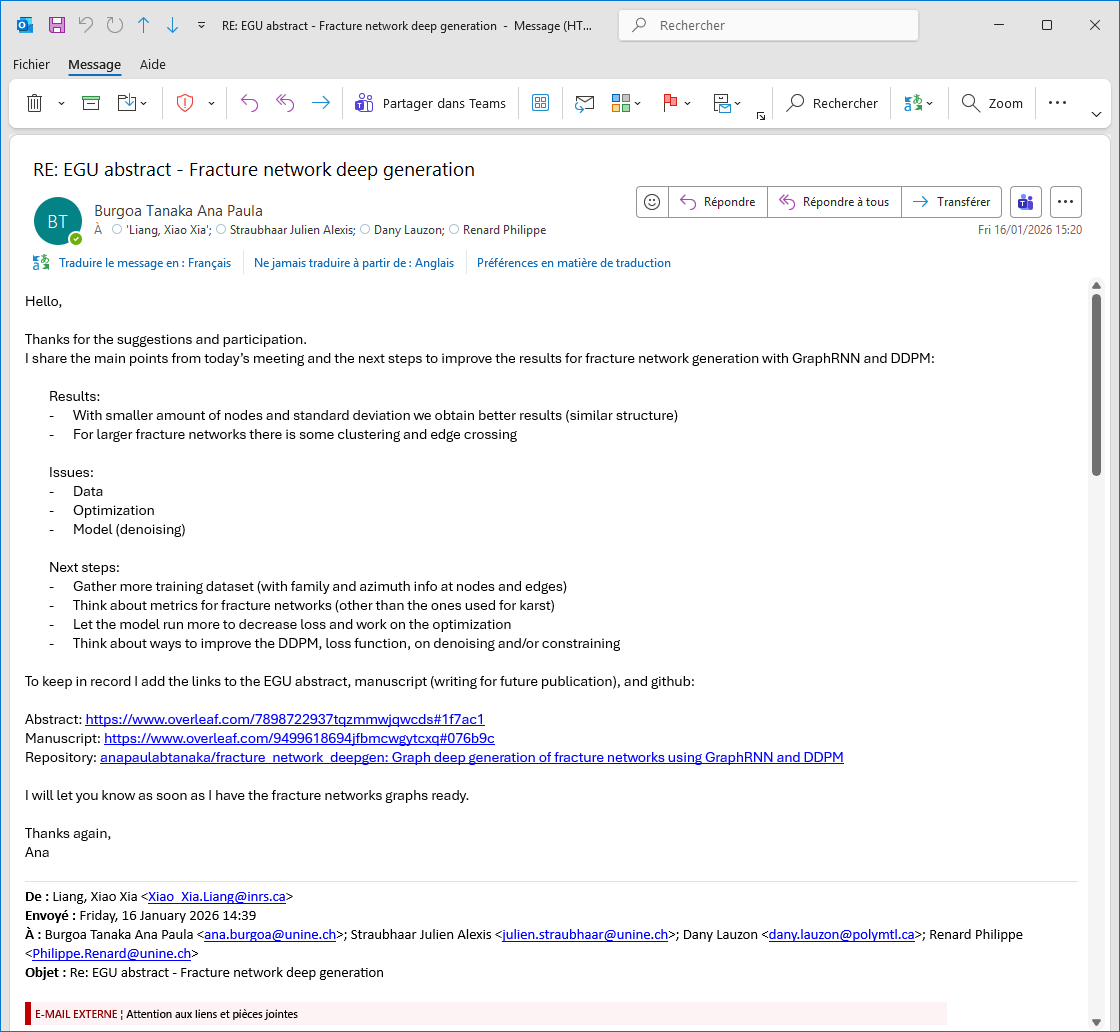 RE: EGU abstract - Fracture network deep generation - Message (HT...
Rechercher
Fichier Message Aide
Partager dans Teams Rechercher Zoom
RE: EGU abstract - Fracture network deep generation
BT
Burgoa Tanaka Ana Paula
À 'Liang, Xiao Xia'; Straubhaar Julien Alexis; Dany Lauzon; Renard Philippe
Répondre Répondre à tous Transférer
Fri 16/01/2026 15:20
Traduire le message en : Français Ne jamais traduire à partir de : Anglais Préférences en matière de traduction
Hello,
Thanks for the suggestions and participation.
I share the main points from today's meeting and the next steps to improve the results for fracture network generation with GraphRNN and DDPM:
Results:
- With smaller amount of nodes and standard deviation we obtain better results (similar structure)
- For larger fracture networks there is some clustering and edge crossing
Issues:
- Data
- Optimization
- Model (denoising)
Next steps:
- Gather more training dataset (with family and azimuth info at nodes and edges)
- Think about metrics for fracture networks (other than the ones used for karst)
- Let the model run more to decrease loss and work on the optimization
- Think about ways to improve the DDPM, loss function, on denoising and/or constraining
To keep in record I add the links to the EGU abstract, manuscript (writing for future publication), and github:
Abstract: https://www.overleaf.com/7898722937tqzmmwjqwcds#1f7ac1
Manuscript: https://www.overleaf.com/9499618694jfbmcwgytcxq#076b9c
Repository: anapaulabtanaka/fracture_network_deepgen: Graph deep generation of fracture networks using GraphRNN and DDPM
I will let you know as soon as I have the fracture networks graphs ready.
Thanks again,
Ana
De : Liang, Xiao Xia <Xiao_Xia.Liang@inrs.ca>
Envoyé : Friday, 16 January 2026 14:39
À : Burgoa Tanaka Ana Paula <ana.burgoa@unine.ch>; Straubhaar Julien Alexis <julien.straubhaar@unine.ch>; Dany Lauzon <dany.lauzon@polymtl.ca>; Renard Philippe
<Philippe.Renard@unine.ch>
Objet : Re: EGU abstract - Fracture network deep generation
E-MAIL EXTERNE ¦ Attention aux liens et pièces jointes